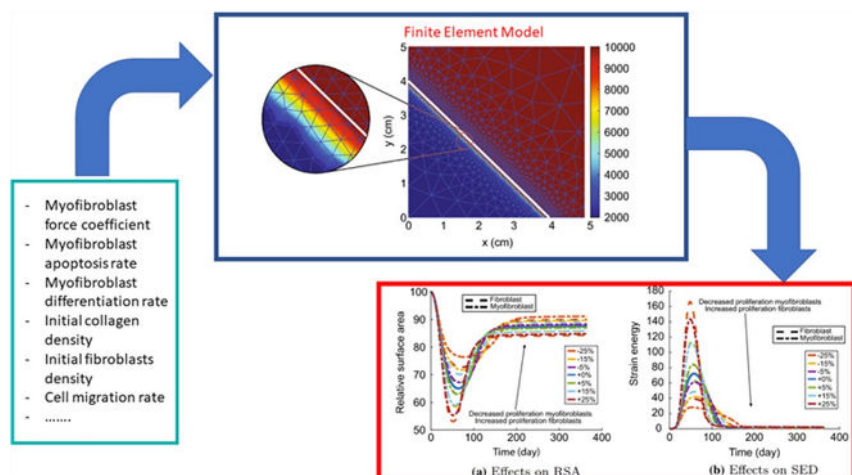 Finite Element Model
5
4
3
2
1
0
y (cm)
0 1 2 3 4 5
x (cm)
10000
9000
8000
7000
6000
5000
4000
3000
2000
- Myofibroblast
force coefficient
- Myofibroblast
apoptosis rate
- Myofibroblast
differentiation rate
- Initial collagen
density
- Initial fibroblasts
density
- Cell migration rate
- .......
100
90
80
70
60
50
Relative surface area
Fibroblast
Myofibroblast
-25%
-15%
-5%
+0%
+5%
+15%
+25%
Decreased proliferation myofibroblasts
Increased proliferation fibroblasts
0 100 200 300 400
Time (day)
(a) Effects on RSA
180
160
140
120
100
80
60
40
20
0
Strain energy
Decreased proliferation myofibroblasts
Increased proliferation fibroblasts
Fibroblast
Myofibroblast
-25%
-15%
-5%
+0%
+5%
+15%
+25%
0 100 200 300 400
Time (day)
(b) Effects on SED